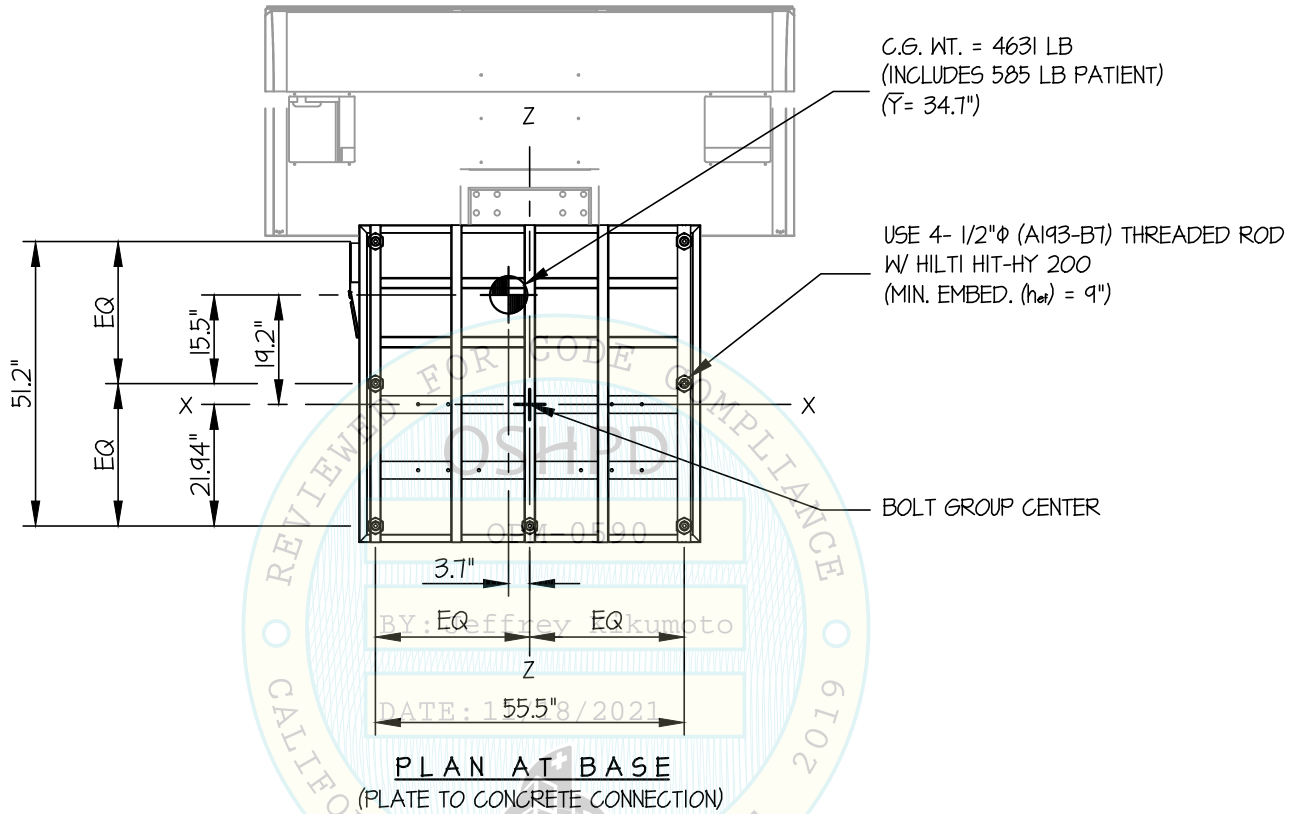 C.G. WT. = 4631 LB
(INCLUDES 585 LB PATIENT)
(Y̅= 34.7")
Z
USE 4- 1/2"Φ (A193-B7) THREADED ROD
W/ HILTI HIT-HY 200
(MIN. EMBED. (hef) = 9")
51.2"
EQ
15.5"
19.2"
X
X
EQ
21.94"
BOLT GROUP CENTER
3.7"
EQ
EQ
Z
55.5"
REVIEWED FOR CODE COMPLIANCE
OSHPD
OPM-0590
BY: Jeffrey Kikumoto
DATE: 11/18/2021
2019
PLAN AT BASE
(PLATE TO CONCRETE CONNECTION)